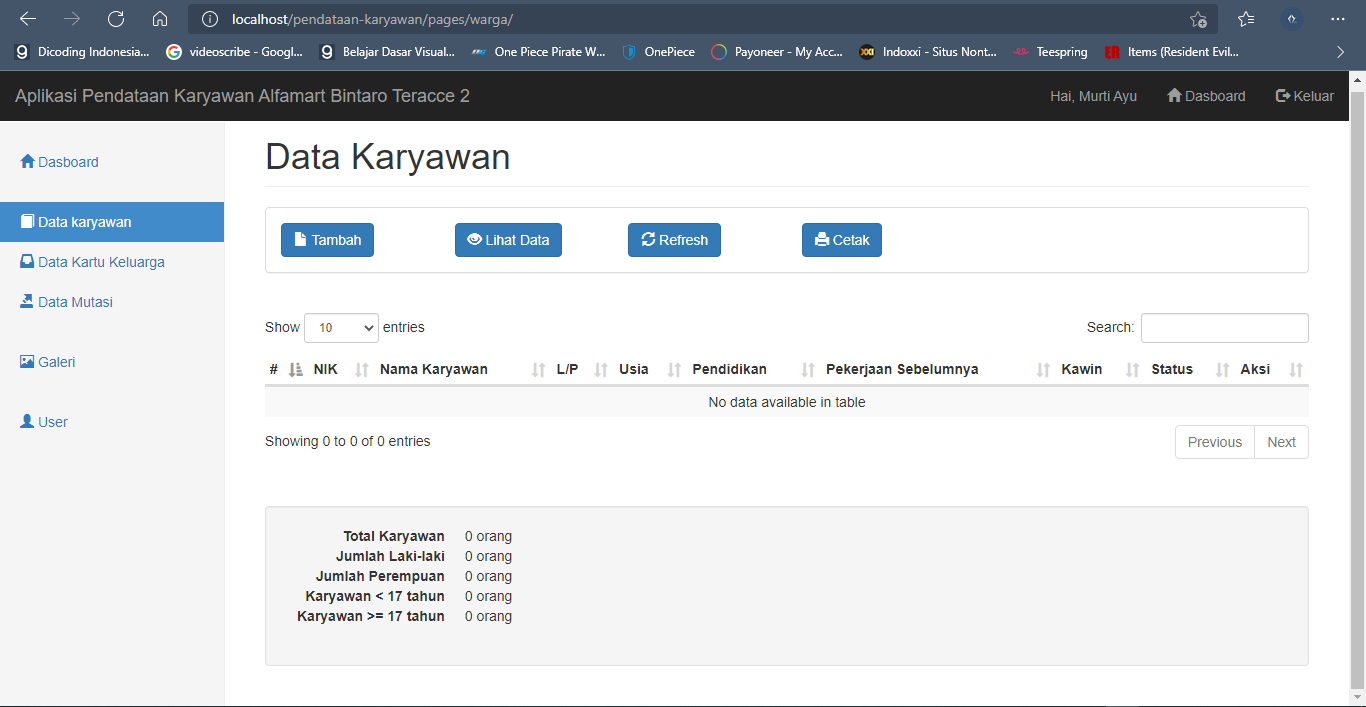 localhost/pendataan-karyawan/pages/warga/
Dicoding Indonesia... videoscribe - Googl... Belajar Dasar Visual... One Piece Pirate W... OnePiece Payoneer - My Acc... Indoxxi - Situs Nont... Teespring Items (Resident Evil...
Aplikasi Pendataan Karyawan Alfamart Bintaro Teracce 2 Hai, Murti Ayu Dasboard Keluar
Dasboard
Data karyawan
Data Kartu Keluarga
Data Mutasi
Galeri
User
Data Karyawan
Tambah Lihat Data Refresh Cetak
Show 10 entries Search:
# NIK Nama Karyawan L/P Usia Pendidikan Pekerjaan Sebelumnya Kawin Status Aksi
No data available in table
Showing 0 to 0 of 0 entries Previous Next
Total Karyawan 0 orang
Jumlah Laki-laki 0 orang
Jumlah Perempuan 0 orang
Karyawan < 17 tahun 0 orang
Karyawan >= 17 tahun 0 orang